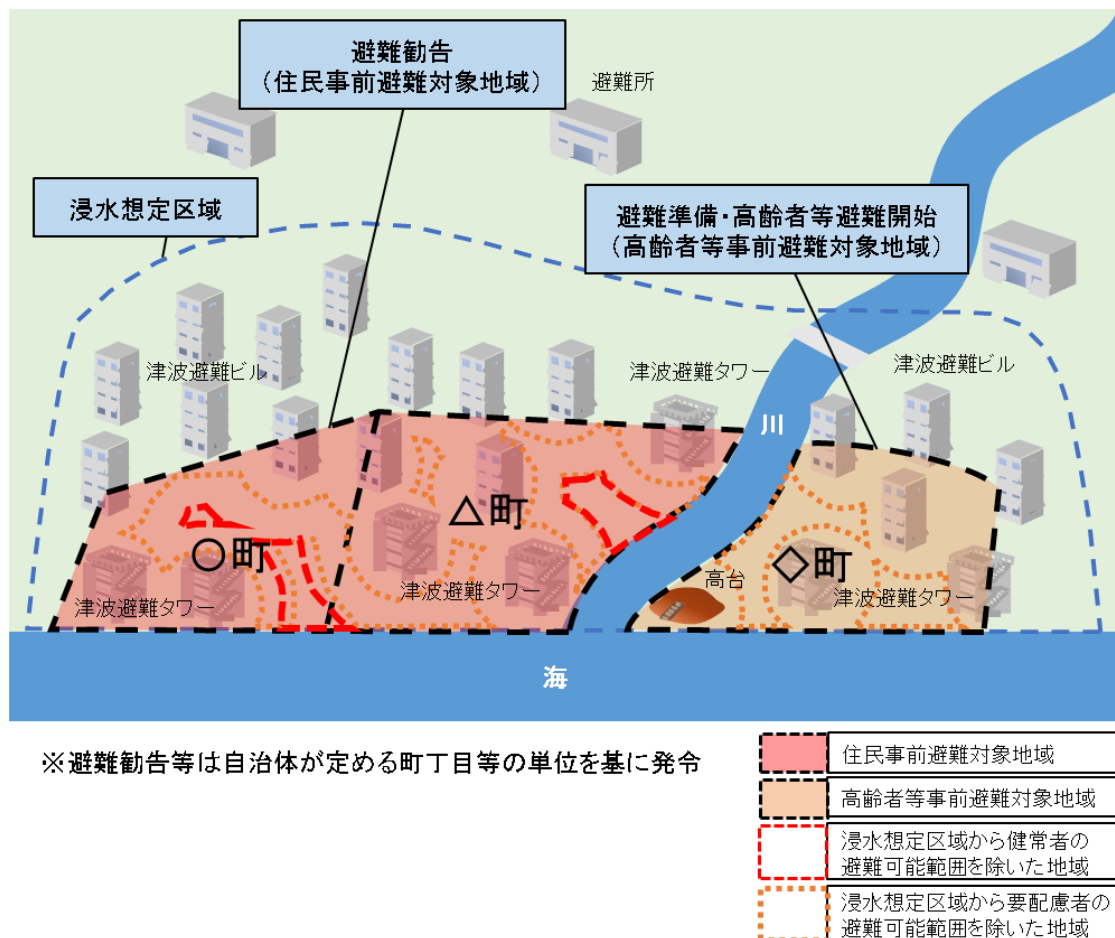 避難勧告
（住民事前避難対象地域）
避難所
浸水想定区域
避難準備・高齢者等避難開始
（高齢者等事前避難対象地域）
津波避難ビル
津波避難タワー
津波避難ビル
川
△町
○町
◇町
高台
津波避難タワー
津波避難タワー
津波避難タワー
海
※避難勧告等は自治体が定める町丁目等の単位を基に発令
住民事前避難対象地域
高齢者等事前避難対象地域
浸水想定区域から健常者の
避難可能範囲を除いた地域
浸水想定区域から要配慮者の
避難可能範囲を除いた地域